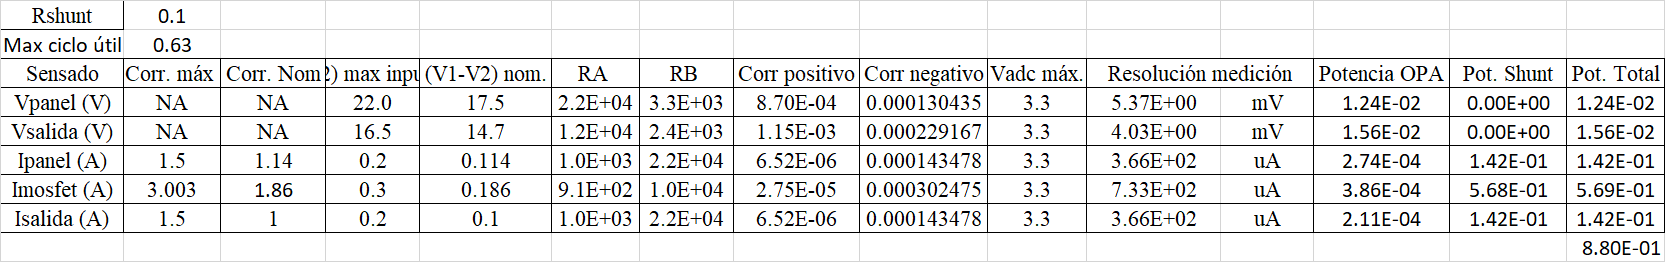 Rshunt 0.1
Max ciclo útil 0.63
Sensado Corr. máx Corr. Nom 2) max inpu (V1-V2) nom. RA RB Corr positivo Corr negativo Vadc máx. Resolución medición Potencia OPA Pot. Shunt Pot. Total
Vpanel (V) NA NA 22.0 17.5 2.2E+04 3.3E+03 8.70E-04 0.000130435 3.3 5.37E+00 mV 1.24E-02 0.00E+00 1.24E-02
Vsalida (V) NA NA 16.5 14.7 1.2E+04 2.4E+03 1.15E-03 0.000229167 3.3 4.03E+00 mV 1.56E-02 0.00E+00 1.56E-02
Ipanel (A) 1.5 1.14 0.2 0.114 1.0E+03 2.2E+04 6.52E-06 0.000143478 3.3 3.66E+02 uA 2.74E-04 1.42E-01 1.42E-01
Imosfet (A) 3.003 1.86 0.3 0.186 9.1E+02 1.0E+04 2.75E-05 0.000302475 3.3 7.33E+02 uA 3.86E-04 5.68E-01 5.69E-01
Isalida (A) 1.5 1 0.2 0.1 1.0E+03 2.2E+04 6.52E-06 0.000143478 3.3 3.66E+02 uA 2.11E-04 1.42E-01 1.42E-01
8.80E-01